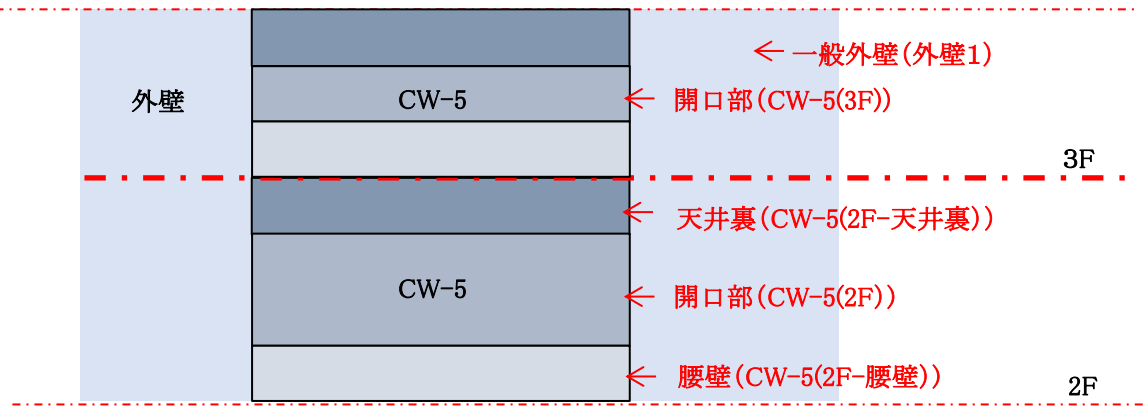 一般外壁(外壁1)
外壁
CW-5
開口部(CW-5(3F))
3F
天井裏(CW-5(2F-天井裏))
CW-5
開口部(CW-5(2F))
腰壁(CW-5(2F-腰壁))
2F